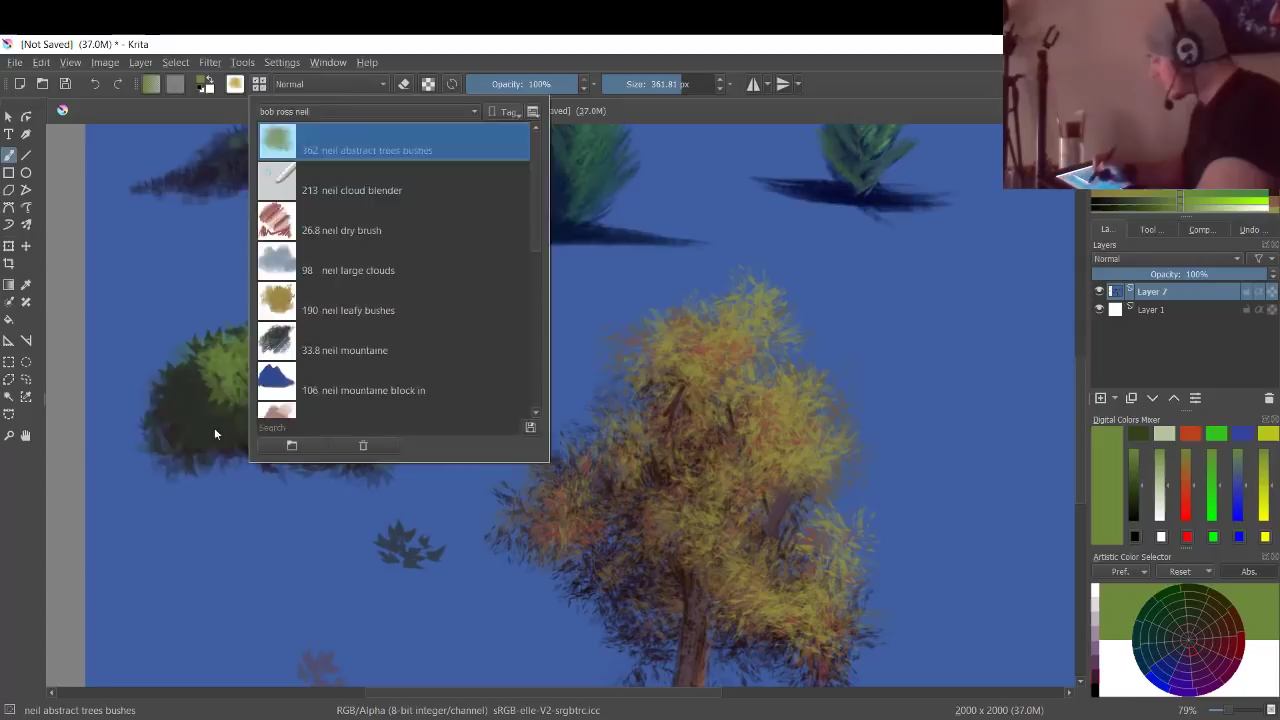 [Not Saved] (37.0M) * - Krita
File Edit View Image Layer Select Filter Tools Settings Window Help
Normal Opacity: 100% Size: 361.81 px
bob ross neil Tag saved] (37.0M)
362 neil abstract trees bushes
213 neil cloud blender
26.8 neil dry brush
98 neil large clouds
190 neil leafy bushes
33.8 neil mountaine
106 neil mountaine block in
Search
La... Tool ... Comp... Undo ...
Layers
Normal
Opacity: 100%
Layer 1
Digital Colors Mixer
Artistic Color Selector
Pref. Reset Abs.
neil abstract trees bushes RGB/Alpha (8-bit integer/channel) sRGB-elle-V2-srgbtrc.icc 2000 x 2000 (37.0M) 79%